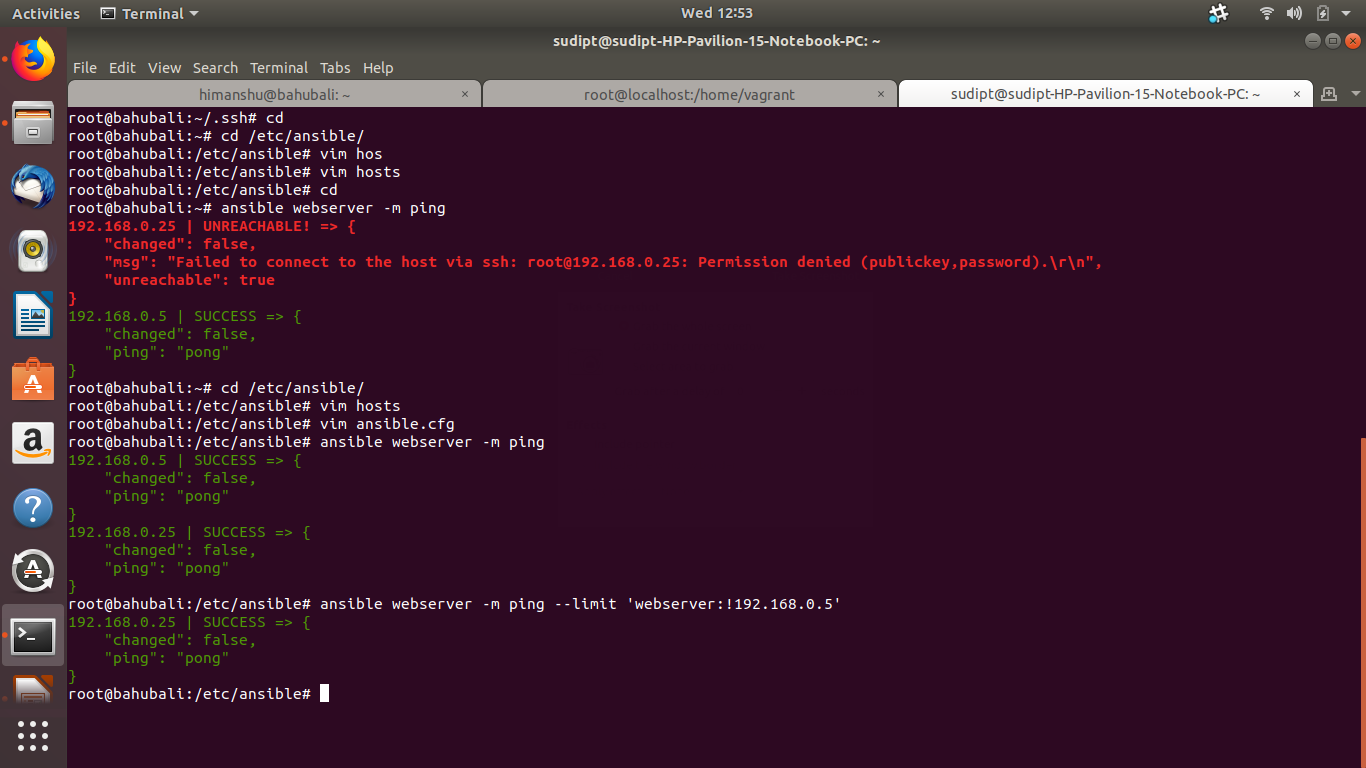 Activities Terminal Wed 12:53
sudipt@sudipt-HP-Pavilion-15-Notebook-PC: ~
File Edit View Search Terminal Tabs Help
himanshu@bahubali: ~ × root@localhost:/home/vagrant × sudipt@sudipt-HP-Pavilion-15-Notebook-PC: ~ ×
root@bahubali:~/.ssh# cd
root@bahubali:~# cd /etc/ansible/
root@bahubali:/etc/ansible# vim hos
root@bahubali:/etc/ansible# vim hosts
root@bahubali:/etc/ansible# cd
root@bahubali:~# ansible webserver -m ping
192.168.0.25 | UNREACHABLE! => {
    "changed": false,
    "msg": "Failed to connect to the host via ssh: root@192.168.0.25: Permission denied (publickey,password).\r\n",
    "unreachable": true
}
192.168.0.5 | SUCCESS => {
    "changed": false,
    "ping": "pong"
}
root@bahubali:~# cd /etc/ansible/
root@bahubali:/etc/ansible# vim hosts
root@bahubali:/etc/ansible# vim ansible.cfg
root@bahubali:/etc/ansible# ansible webserver -m ping
192.168.0.5 | SUCCESS => {
    "changed": false,
    "ping": "pong"
}
192.168.0.25 | SUCCESS => {
    "changed": false,
    "ping": "pong"
}
root@bahubali:/etc/ansible# ansible webserver -m ping --limit 'webserver:!192.168.0.5'
192.168.0.25 | SUCCESS => {
    "changed": false,
    "ping": "pong"
}
root@bahubali:/etc/ansible#